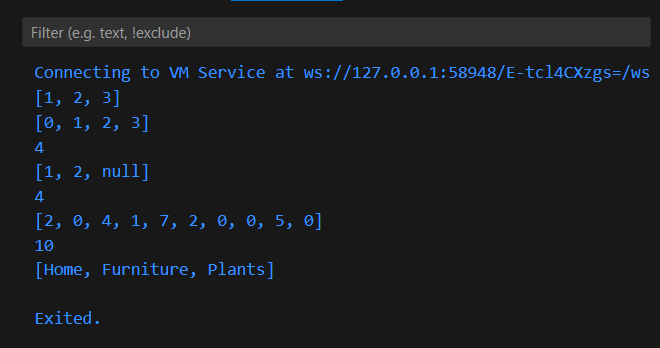 Filter (e.g. text, !exclude)
Connecting to VM Service at ws://127.0.0.1:58948/E-tcl4CXzgs=/ws
[1, 2, 3]
[0, 1, 2, 3]
4
[1, 2, null]
4
[2, 0, 4, 1, 7, 2, 0, 0, 5, 0]
10
[Home, Furniture, Plants]
Exited.